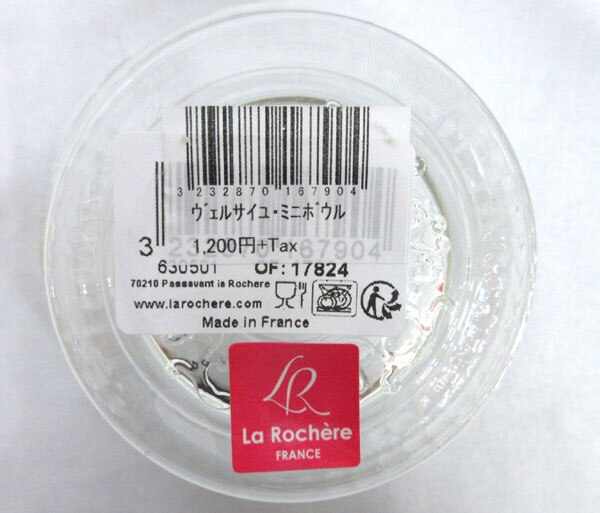 3 232870 167904
ヴェルサイユ・ミニボウル
1,200円+Tax
3 232870 167904
630501 OF: 17824
70210 Passavant la Rochere
www.larochere.com
Made in France
LR
La Rochère
FRANCE